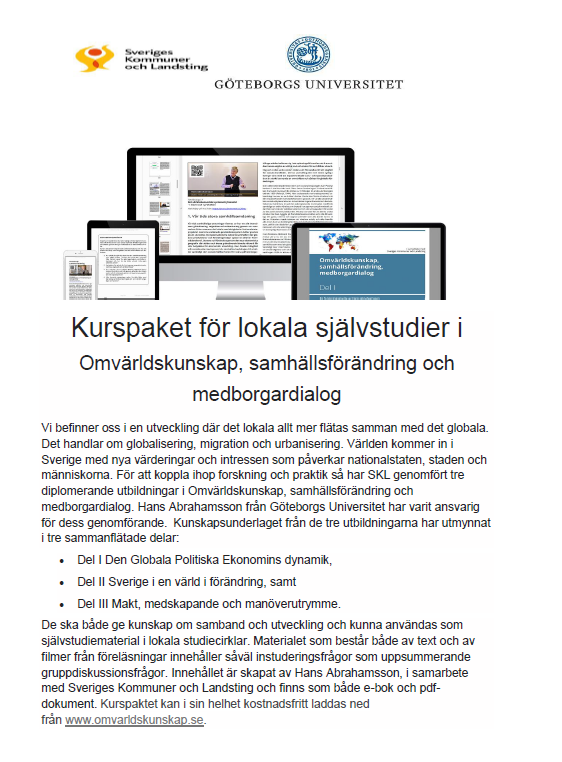 Sveriges
Kommuner
och Landsting
GÖTEBORGS UNIVERSITET
1. Vår tids stora samhällsomdaning
Omvärldskunskap,
samhällsförändring,
medborgardialog
Del I
Kurspaket för lokala självstudier i
Omvärldskunskap, samhällsförändring och
medborgardialog
Vi befinner oss i en utveckling där det lokala allt mer flätas samman med det globala.
Det handlar om globalisering, migration och urbanisering. Världen kommer in i
Sverige med nya värderingar och intressen som påverkar nationalstaten, staden och
människorna. För att koppla ihop forskning och praktik så har SKL genomfört tre
diplomerande utbildningar i Omvärldskunskap, samhällsförändring och
medborgardialog. Hans Abrahamsson från Göteborgs Universitet har varit ansvarig
för dess genomförande. Kunskapsunderlaget från de tre utbildningarna har utmynnat
i tre sammanflätade delar:
• Del I Den Globala Politiska Ekonomins dynamik,
• Del II Sverige i en värld i förändring, samt
• Del III Makt, medskapande och manöverutrymme.
De ska både ge kunskap om samband och utveckling och kunna användas som
självstudiematerial i lokala studiecirklar. Materialet som består både av text och av
filmer från föreläsningar innehåller såväl instuderingsfrågor som uppsummerande
gruppdiskussionsfrågor. Innehållet är skapat av Hans Abrahamsson, i samarbete
med Sveriges Kommuner och Landsting och finns som både e-bok och pdf-
dokument. Kurspaktet kan i sin helhet kostnadsfritt laddas ned
från www.omvarldskunskap.se.